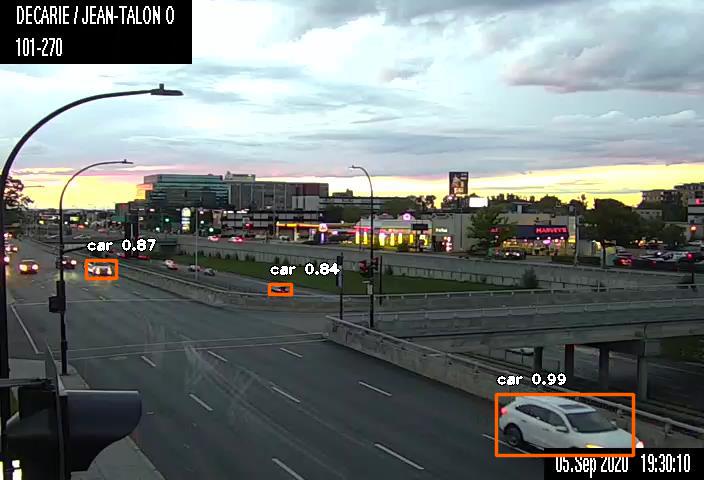 DECARIE / JEAN-TALON O
101-270
car 0.87
car 0.84
HARVEY'S
car 0.99
05.Sep 2020 19:30:10